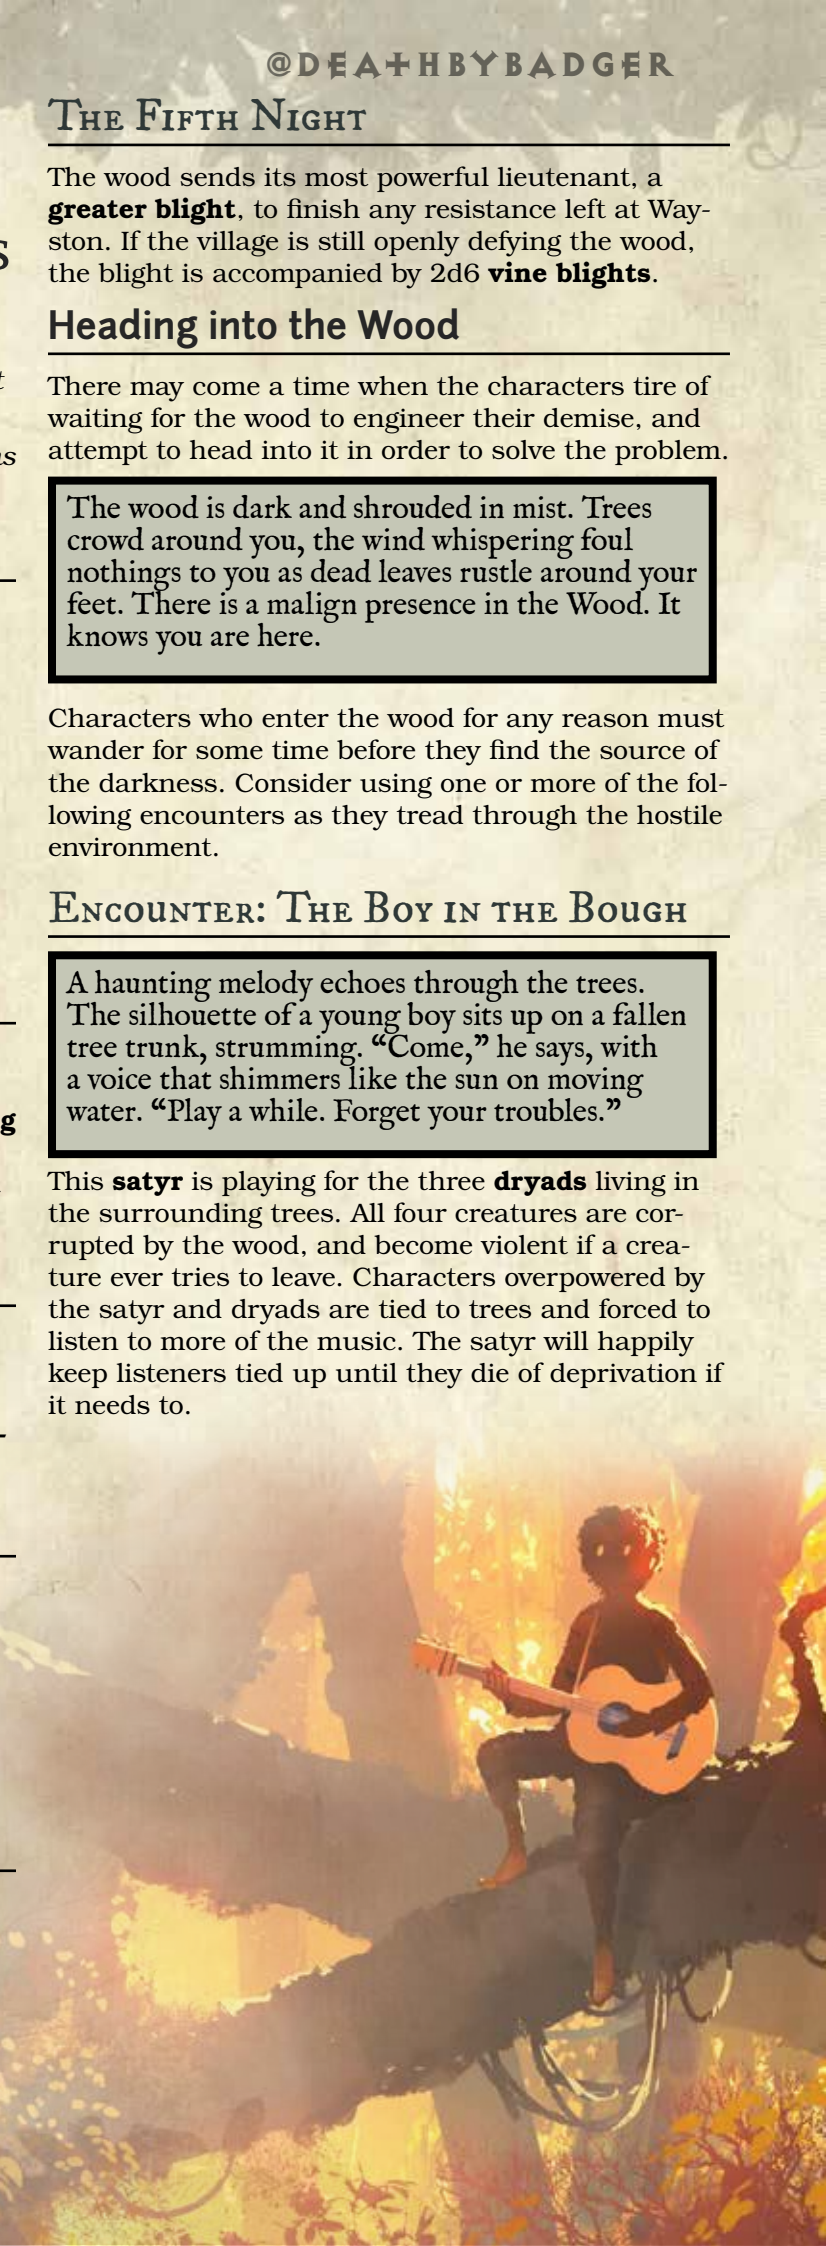 @DEATHBYBADGER
The Fifth Night
The wood sends its most powerful lieutenant, a
greater blight, to finish any resistance left at Way-
ston. If the village is still openly defying the wood,
the blight is accompanied by 2d6 vine blights.
Heading into the Wood
There may come a time when the characters tire of
waiting for the wood to engineer their demise, and
attempt to head into it in order to solve the problem.
The wood is dark and shrouded in mist. Trees
crowd around you, the wind whispering foul
nothings to you as dead leaves rustle around your
feet. There is a malign presence in the Wood. It
knows you are here.
Characters who enter the wood for any reason must
wander for some time before they find the source of
the darkness. Consider using one or more of the fol-
lowing encounters as they tread through the hostile
environment.
Encounter: The Boy in the Bough
A haunting melody echoes through the trees.
The silhouette of a young boy sits up on a fallen
tree trunk, strumming. “Come,” he says, with
a voice that shimmers like the sun on moving
water. “Play a while. Forget your troubles.”
This satyr is playing for the three dryads living in
the surrounding trees. All four creatures are cor-
rupted by the wood, and become violent if a crea-
ture ever tries to leave. Characters overpowered by
the satyr and dryads are tied to trees and forced to
listen to more of the music. The satyr will happily
keep listeners tied up until they die of deprivation if
it needs to.